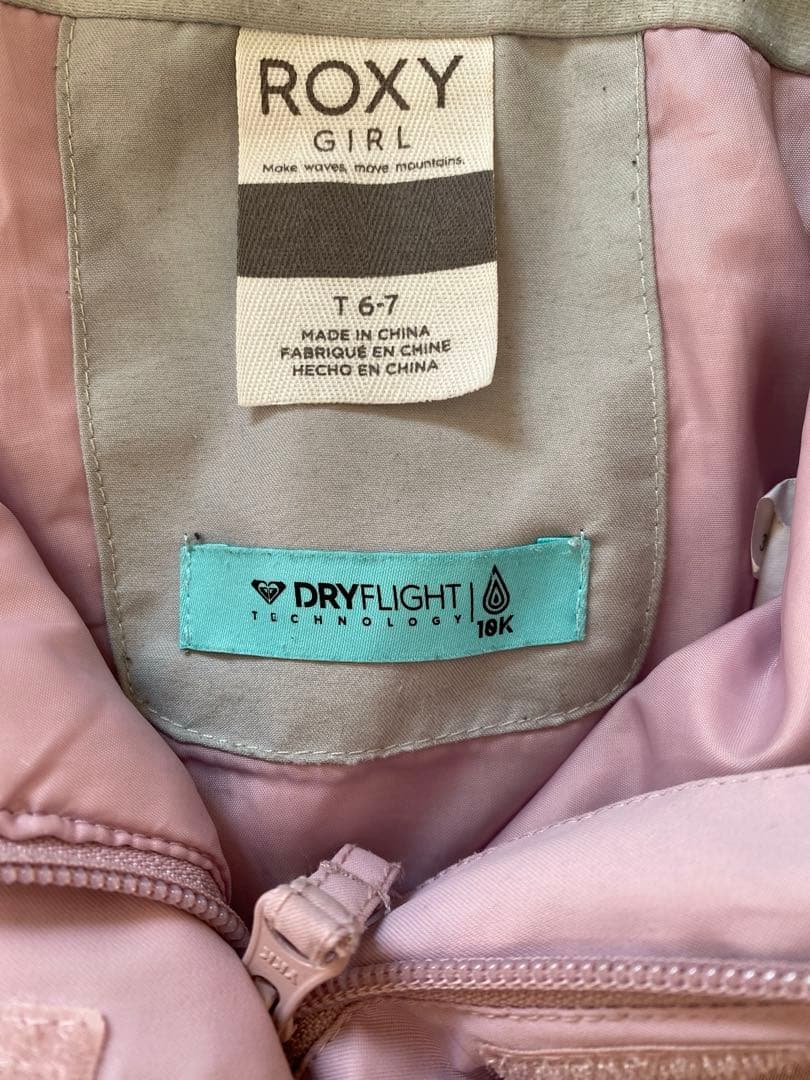 ROXY
GIRL
Make waves, move mountains.
T 6-7
MADE IN CHINA
FABRIQUÉ EN CHINE
HECHO EN CHINA
DRYFLIGHT
TECHNOLOGY
10K
YKK